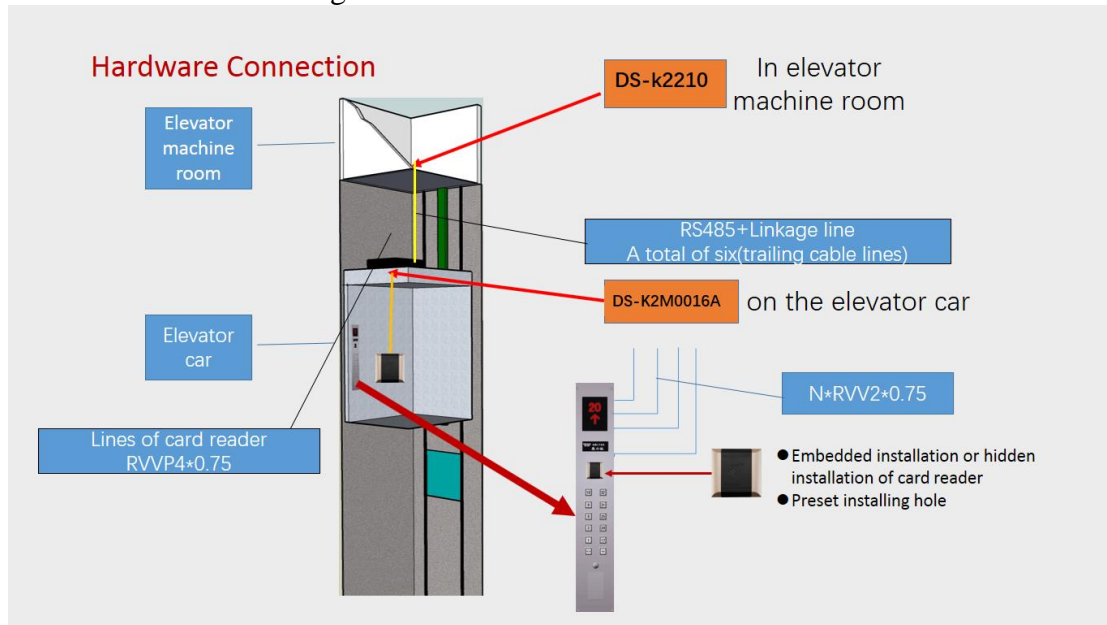 Hardware Connection
DS-k2210
In elevator
machine room
Elevator
machine
room
RS485+Linkage line
A total of six(trailing cable lines)
DS-K2M0016A
on the elevator car
Elevator
car
N*RVV2*0.75
20
Lines of card reader
RVVP4*0.75
●Embedded installation or hidden
installation of card reader
●Preset installing hole